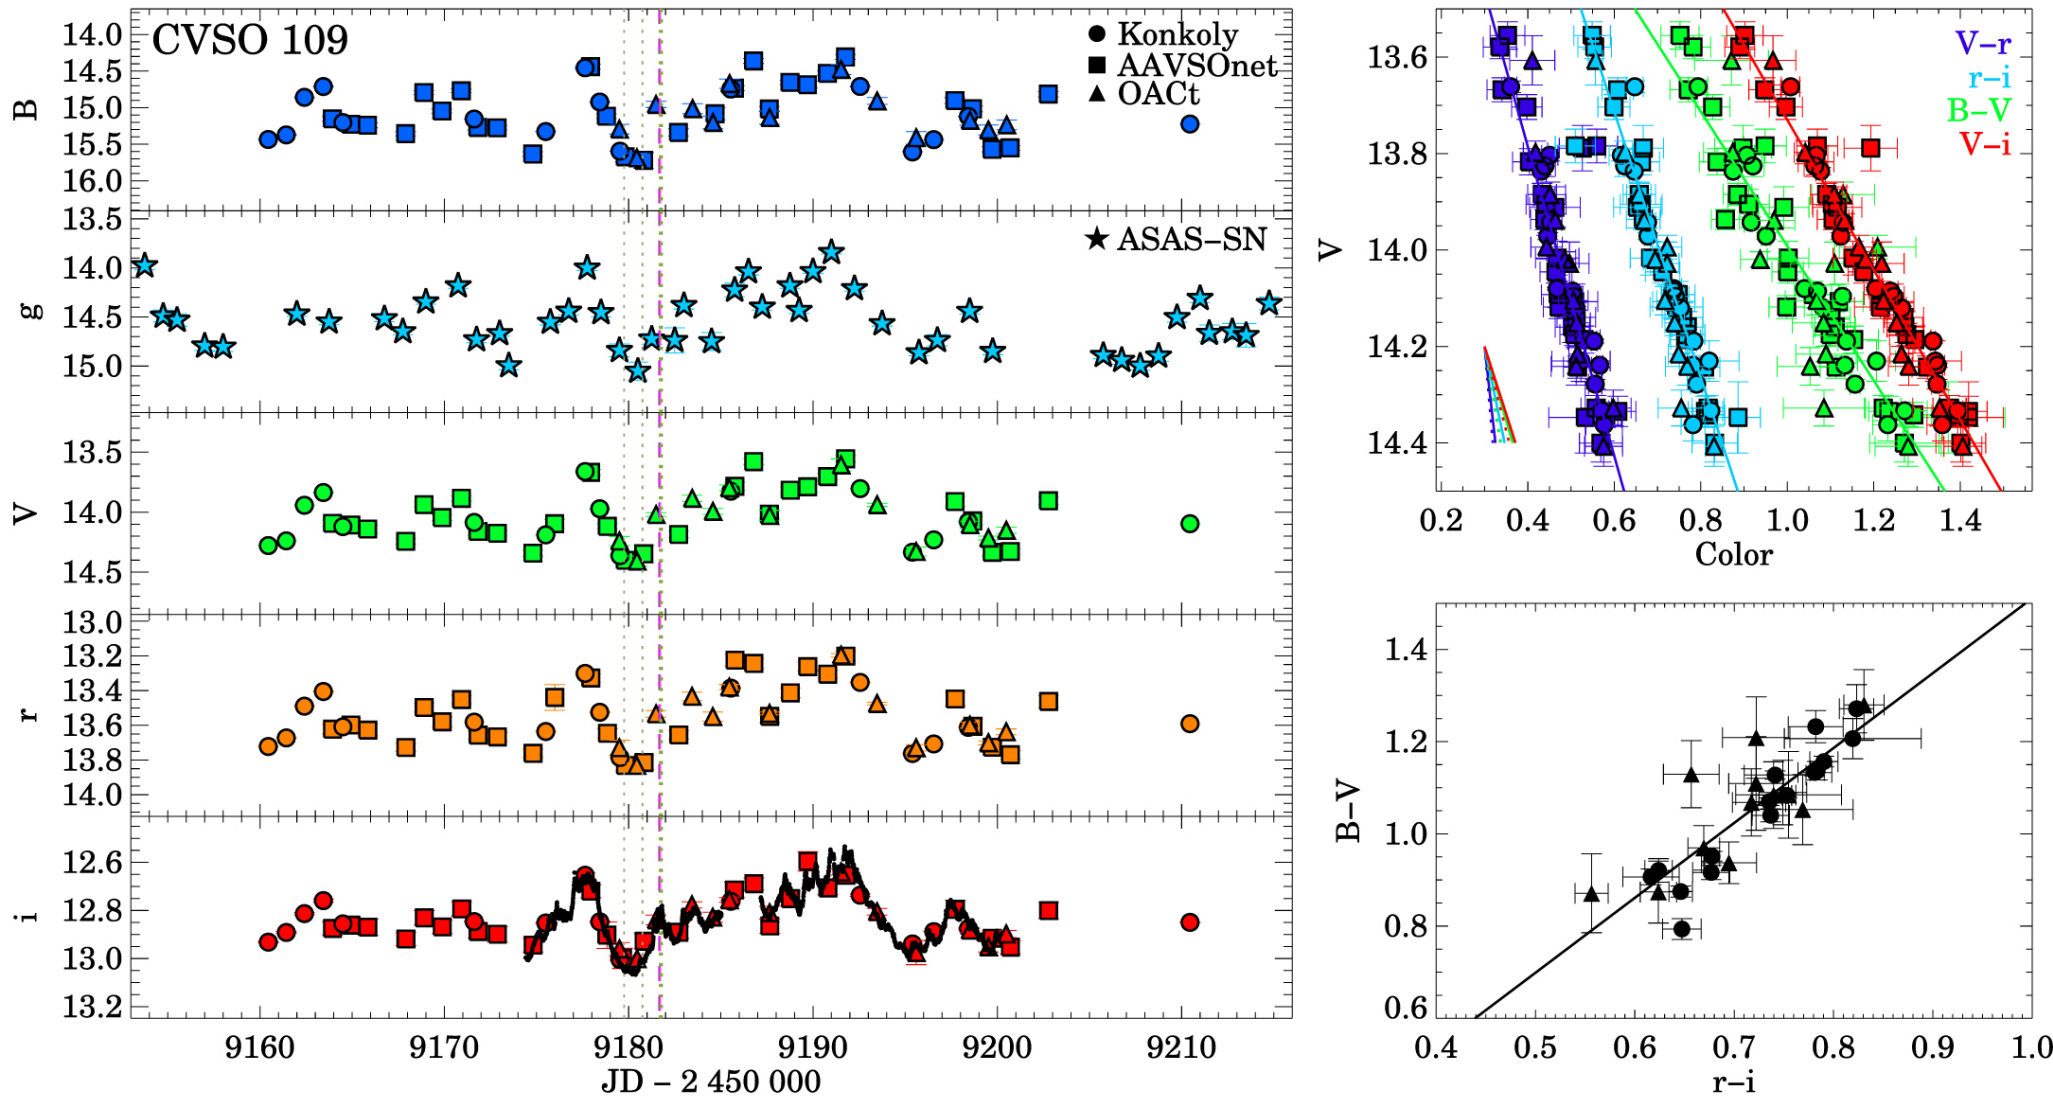 CVSO 109
Konkoly
AAVSOnet
OACt
B
14.0
14.5
15.0
15.5
16.0
ASAS-SN
g
13.5
14.0
14.5
15.0
V
13.5
14.0
14.5
r
13.0
13.2
13.4
13.6
13.8
14.0
i
12.6
12.8
13.0
13.2
9160 9170 9180 9190 9200 9210
JD - 2 450 000
V-r
r-i
B-V
V-i
V
13.6
13.8
14.0
14.2
14.4
0.2 0.4 0.6 0.8 1.0 1.2 1.4
Color
B-V
1.4
1.2
1.0
0.8
0.6
0.4 0.5 0.6 0.7 0.8 0.9 1.0
r-i